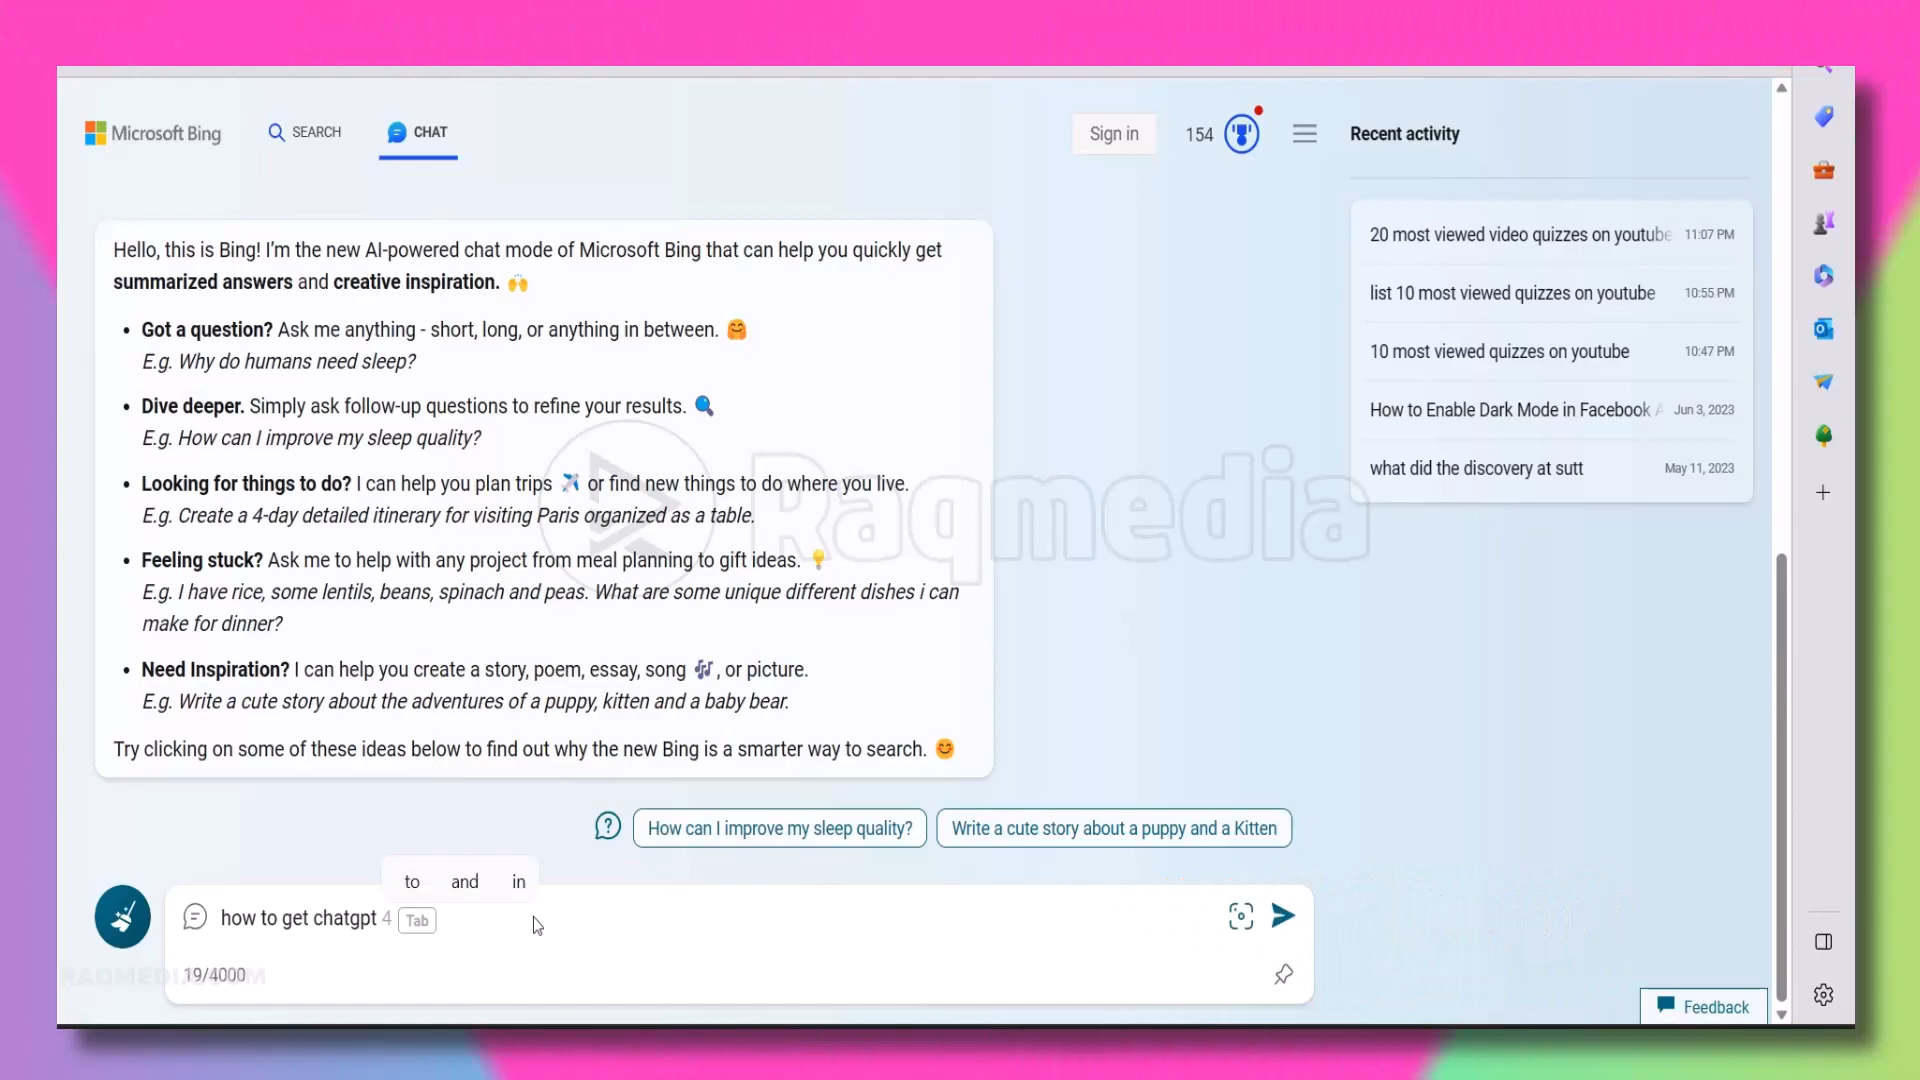 Microsoft Bing
SEARCH
CHAT
Sign in
154
Recent activity
Hello, this is Bing! I'm the new AI-powered chat mode of Microsoft Bing that can help you quickly get
summarized answers and creative inspiration. 🙌
• Got a question? Ask me anything - short, long, or anything in between. 🤗
E.g. Why do humans need sleep?
• Dive deeper. Simply ask follow-up questions to refine your results. 🔍
E.g. How can I improve my sleep quality?
• Looking for things to do? I can help you plan trips ✈️ or find new things to do where you live.
E.g. Create a 4-day detailed itinerary for visiting Paris organized as a table.
• Feeling stuck? Ask me to help with any project from meal planning to gift ideas. 💡
E.g. I have rice, some lentils, beans, spinach and peas. What are some unique different dishes i can
make for dinner?
• Need Inspiration? I can help you create a story, poem, essay, song 🎶, or picture.
E.g. Write a cute story about the adventures of a puppy, kitten and a baby bear.
Try clicking on some of these ideas below to find out why the new Bing is a smarter way to search. 😊
20 most viewed video quizzes on youtube 11:07 PM
list 10 most viewed quizzes on youtube 10:55 PM
10 most viewed quizzes on youtube 10:47 PM
How to Enable Dark Mode in Facebook A Jun 3, 2023
what did the discovery at sutt May 11, 2023
Raqmedia
How can I improve my sleep quality?
Write a cute story about a puppy and a Kitten
to and in
how to get chatgpt 4 Tab
19/4000
RAQMEDIA.COM
Feedback